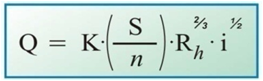 Q = K·(S/n)·R_h^⅔·i^½